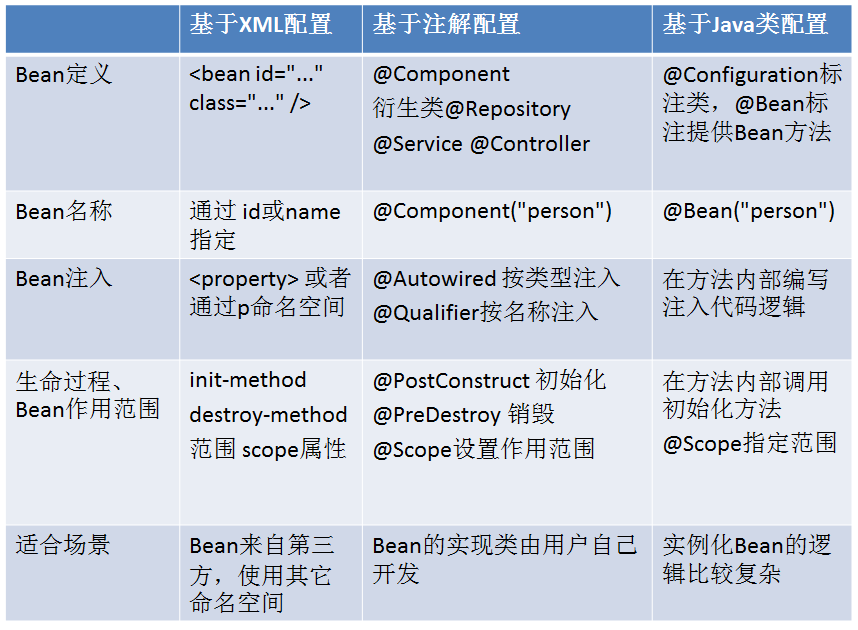 基于XML配置
基于注解配置
基于Java类配置
Bean定义
<bean id="..."
class="..." />
@Component
衍生类@Repository
@Service @Controller
@Configuration标
注类，@Bean标
注提供Bean方法
Bean名称
通过 id或name
指定
@Component("person")
@Bean("person")
Bean注入
<property> 或者
通过p命名空间
@Autowired 按类型注入
@Qualifier按名称注入
在方法内部编写
注入代码逻辑
生命过程、
Bean作用范围
init-method
destroy-method
范围 scope属性
@PostConstruct 初始化
@PreDestroy 销毁
@Scope设置作用范围
在方法内部调用
初始化方法
@Scope指定范围
适合场景
Bean来自第三
方，使用其它
命名空间
Bean的实现类由用户自己
开发
实例化Bean的逻
辑比较复杂